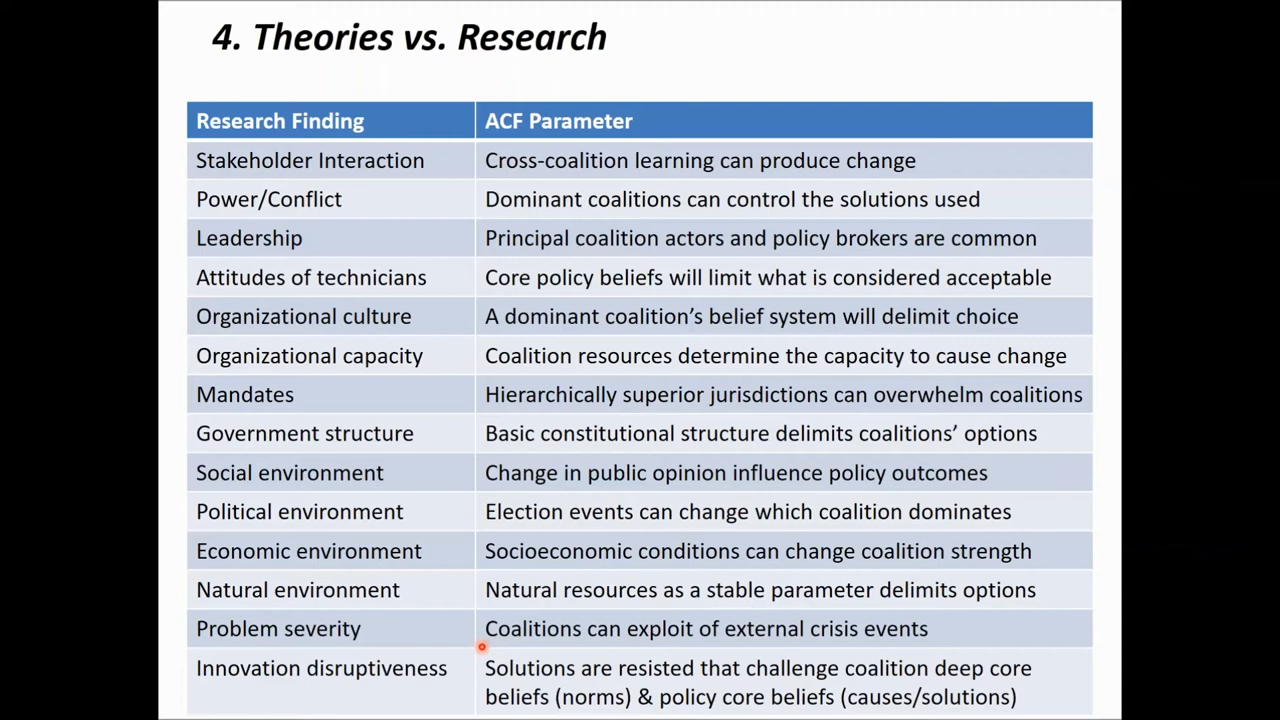 4. Theories vs. Research
Research Finding ACF Parameter
Stakeholder Interaction Cross-coalition learning can produce change
Power/Conflict Dominant coalitions can control the solutions used
Leadership Principal coalition actors and policy brokers are common
Attitudes of technicians Core policy beliefs will limit what is considered acceptable
Organizational culture A dominant coalition’s belief system will delimit choice
Organizational capacity Coalition resources determine the capacity to cause change
Mandates Hierarchically superior jurisdictions can overwhelm coalitions
Government structure Basic constitutional structure delimits coalitions’ options
Social environment Change in public opinion influence policy outcomes
Political environment Election events can change which coalition dominates
Economic environment Socioeconomic conditions can change coalition strength
Natural environment Natural resources as a stable parameter delimits options
Problem severity Coalitions can exploit of external crisis events
Innovation disruptiveness Solutions are resisted that challenge coalition deep core
beliefs (norms) & policy core beliefs (causes/solutions)